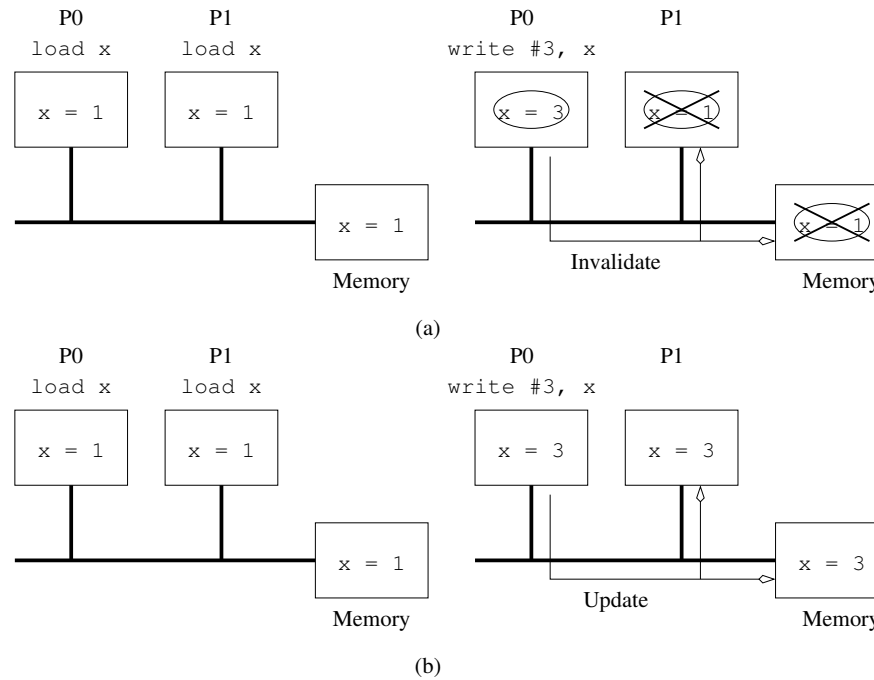 P0 P1 P0 P1
load x load x write #3, x
x = 1 x = 1 x = 3 x = 1
x = 1 x = 1
Invalidate
Memory Memory
(a)
P0 P1 P0 P1
load x load x write #3, x
x = 1 x = 1 x = 3 x = 3
x = 1 x = 3
Update
Memory Memory
(b)